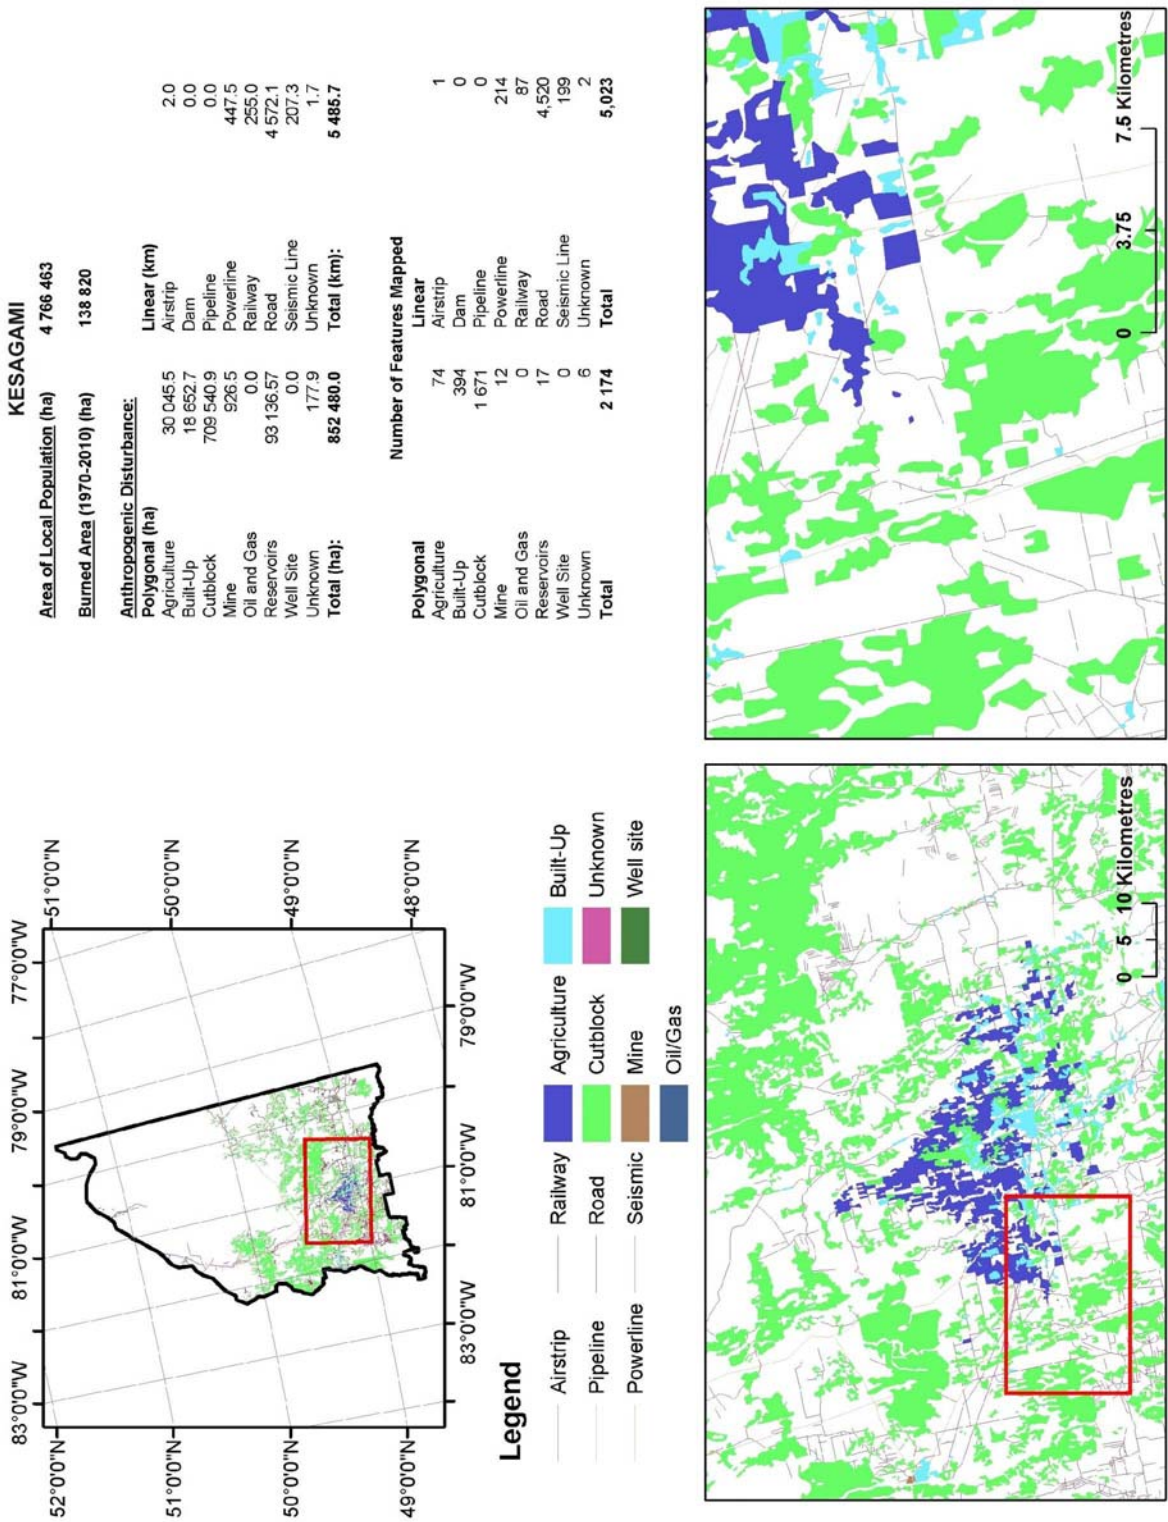 KESAGAMI
Area of Local Population (ha) 4 766 463
Burned Area (1970-2010) (ha) 138 820
Anthropogenic Disturbance:
Polygonal (ha) Linear (km)
Agriculture 30 045.5 Airstrip 2.0
Built-Up 18 652.7 Dam 0.0
Cutblock 709 540.9 Pipeline 0.0
Mine 926.5 Powerline 447.5
Oil and Gas 0.0 Railway 255.0
Reservoirs 93 136.57 Road 4 572.1
Well Site 0.0 Seismic Line 207.3
Unknown 177.9 Unknown 1.7
Total (ha): 852 480.0 Total (km): 5 485.7
Number of Features Mapped
Polygonal Linear
Agriculture 74 Airstrip 1
Built-Up 394 Dam 0
Cutblock 1 671 Pipeline 0
Mine 12 Powerline 214
Oil and Gas 0 Railway 87
Reservoirs 17 Road 4,520
Well Site 0 Seismic Line 199
Unknown 6 Unknown 2
Total 2 174 Total 5,023
83°0'0"W 81°0'0"W 79°0'0"W 77°0'0"W
52°0'0"N
51°0'0"N
50°0'0"N
49°0'0"N
51°0'0"N
50°0'0"N
49°0'0"N
48°0'0"N
83°0'0"W 81°0'0"W 79°0'0"W
Legend
Airstrip Railway Agriculture Built-Up
Pipeline Road Cutblock Unknown
Powerline Seismic Mine Well site
Oil/Gas
0 5 10 Kilometres
0 3.75 7.5 Kilometres